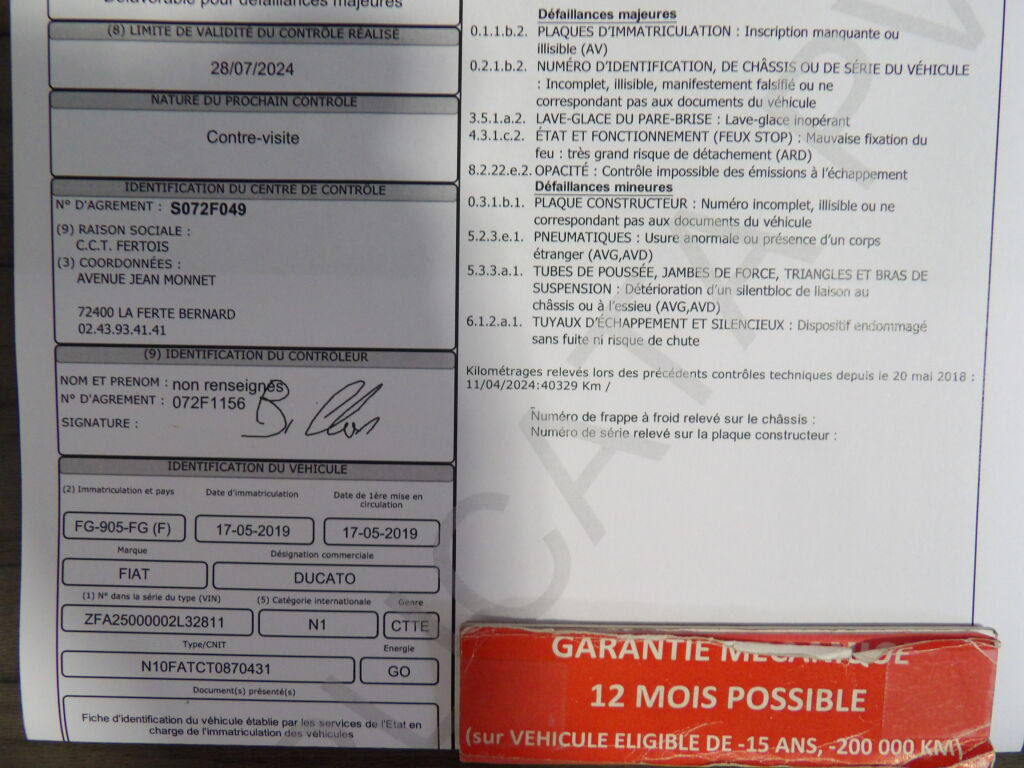 pour défaillances majeures
(8) LIMITE DE VALIDITÉ DU CONTRÔLE RÉALISÉ
28/07/2024
NATURE DU PROCHAIN CONTRÔLE
Contre-visite
IDENTIFICATION DU CENTRE DE CONTRÔLE
N° D'AGREMENT : S072F049
(9) RAISON SOCIALE :
C.C.T. FERTOIS
(3) COORDONNÉES :
AVENUE JEAN MONNET
72400 LA FERTE BERNARD
02.43.93.41.41
(9) IDENTIFICATION DU CONTRÔLEUR
NOM ET PRENOM : non renseignés
N° D'AGREMENT : 072F1156
SIGNATURE :
IDENTIFICATION DU VÉHICULE
(2) Immatriculation et pays
Date d'immatriculation
Date de 1ère mise en
circulation
FG-905-FG (F)
17-05-2019
17-05-2019
Marque
Désignation commerciale
FIAT
DUCATO
(1) N° dans la série du type (VIN)
(5) Catégorie internationale
Genre
ZFA25000002L32811
N1
CTTE
Type/CNIT
Energie
N10FATCT0870431
GO
Document(s) présenté(s)
Fiche d'identification du véhicule établie par les services de l'Etat en
charge de l'immatriculation des véhicules
Défaillances majeures
0.1.1.b.2. PLAQUES D'IMMATRICULATION : Inscription manquante ou
illisible (AV)
0.2.1.b.2. NUMÉRO D'IDENTIFICATION, DE CHÂSSIS OU DE SÉRIE DU VÉHICULE
: Incomplet, illisible, manifestement falsifié ou ne
correspondant pas aux documents du véhicule
3.5.1.a.2. LAVE-GLACE DU PARE-BRISE : Lave-glace inopérant
4.3.1.c.2. ÉTAT ET FONCTIONNEMENT (FEUX STOP) : Mauvaise fixation du
feu : très grand risque de détachement (ARD)
8.2.22.e.2. OPACITÉ : Contrôle impossible des émissions à l'échappement
Défaillances mineures
0.3.1.b.1. PLAQUE CONSTRUCTEUR : Numéro incomplet, illisible ou ne
correspondant pas aux documents du véhicule
5.2.3.e.1. PNEUMATIQUES : Usure anormale ou présence d'un corps
étranger (AVG,AVD)
5.3.3.a.1. TUBES DE POUSSÉE, JAMBES DE FORCE, TRIANGLES ET BRAS DE
SUSPENSION : Détérioration d'un silentbloc de liaison au
châssis ou à l'essieu (AVG,AVD)
6.1.2.a.1. TUYAUX D'ÉCHAPPEMENT ET SILENCIEUX : Dispositif endommagé
sans fuite ni risque de chute
Kilométrages relevés lors des précédents contrôles techniques depuis le 20 mai 2018 :
11/04/2024:40329 Km /
Numéro de frappe à froid relevé sur le châssis :
Numéro de série relevé sur la plaque constructeur :
GARANTIE MECANIQUE
12 MOIS POSSIBLE
(sur VEHICULE ELIGIBLE DE -15 ANS, -200 000 KM)